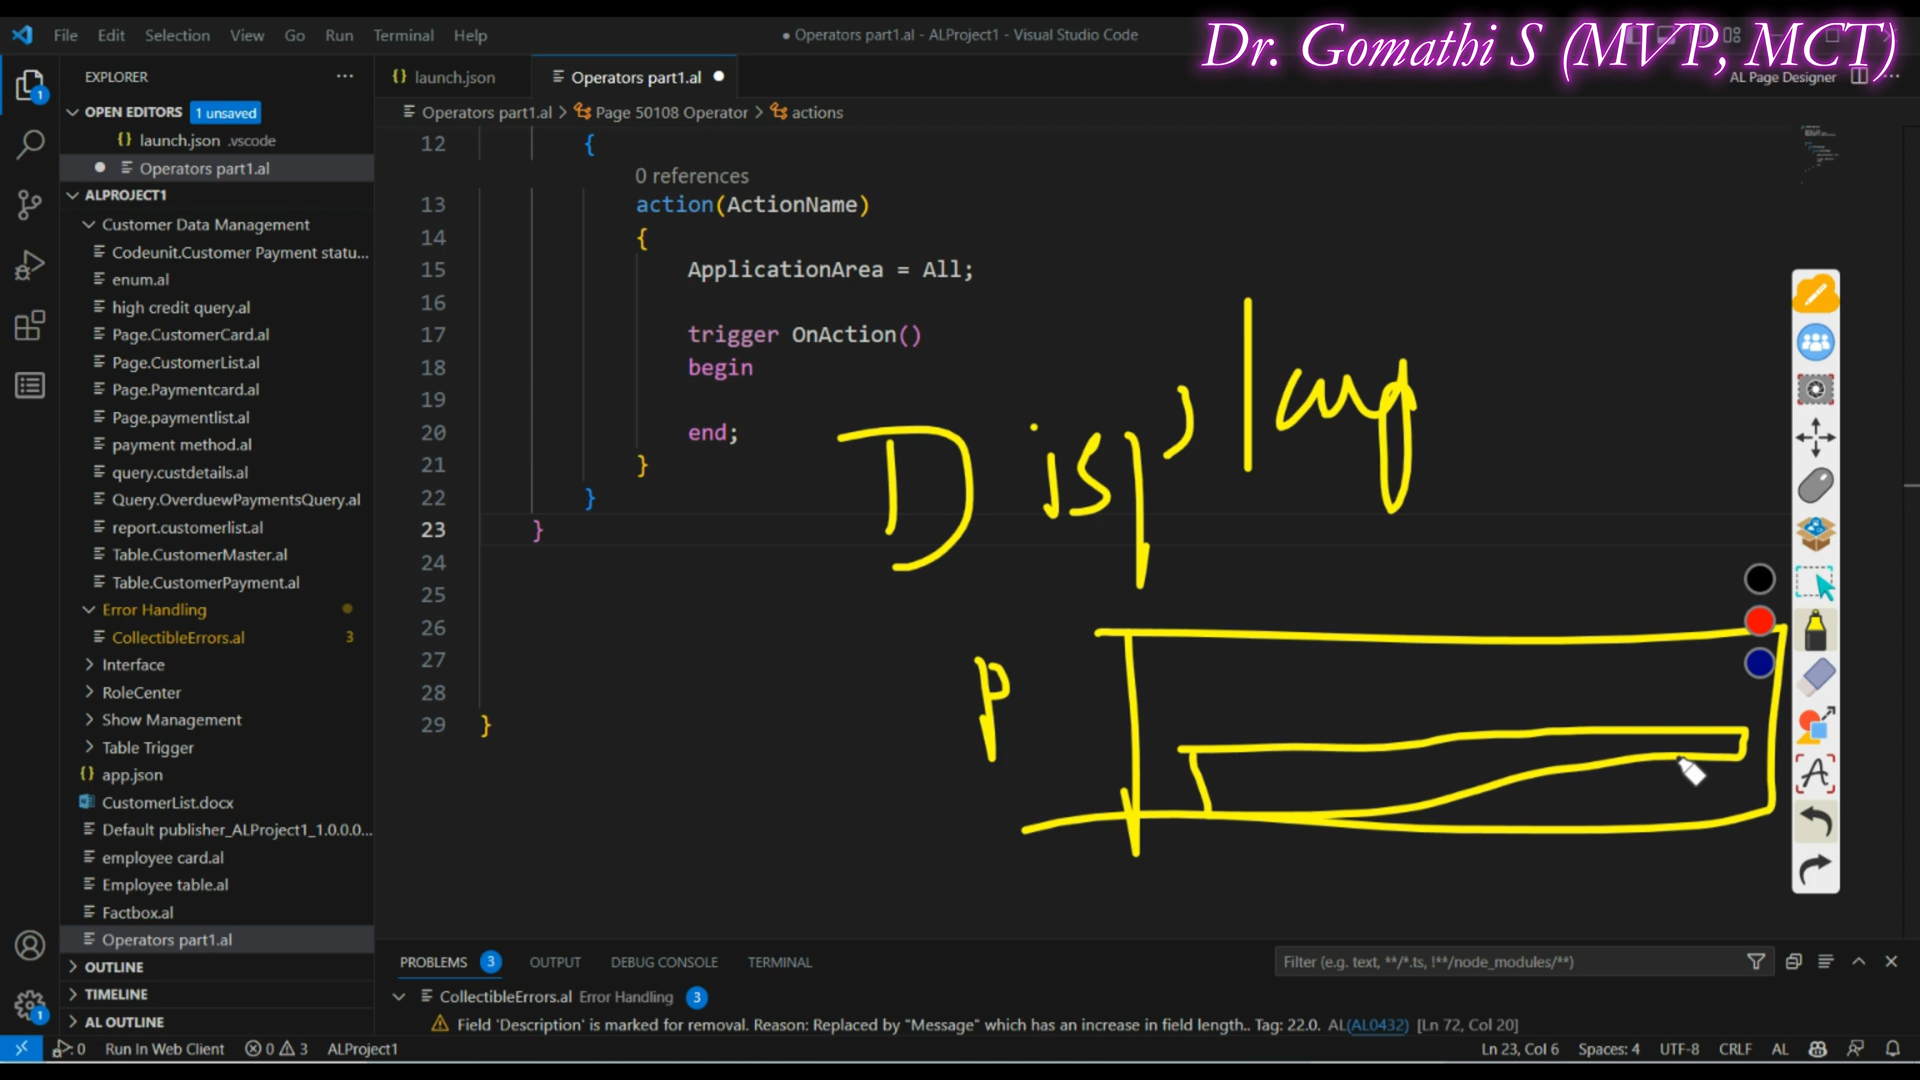 Dr. Gomathi S (MVP, MCT)
File Edit Selection View Go Run Terminal Help
● Operators part1.al - ALProject1 - Visual Studio Code
EXPLORER
launch.json
Operators part1.al
AL Page Designer
OPEN EDITORS 1 unsaved
launch.json .vscode
Operators part1.al
Operators part1.al > Page 50108 Operator > actions
ALPROJECT1
Customer Data Management
Codeunit.Customer Payment statu...
enum.al
high credit query.al
Page.CustomerCard.al
Page.CustomerList.al
Page.Paymentcard.al
Page.paymentlist.al
payment method.al
query.custdetails.al
Query.OverduewPaymentsQuery.al
report.customerlist.al
Table.CustomerMaster.al
Table.CustomerPayment.al
Error Handling
CollectibleErrors.al 3
Interface
RoleCenter
Show Management
Table Trigger
app.json
CustomerList.docx
Default publisher_ALProject1_1.0.0.0...
employee card.al
Employee table.al
Factbox.al
Operators part1.al
OUTLINE
TIMELINE
AL OUTLINE
12 {
0 references
13 action(ActionName)
14 {
15 ApplicationArea = All;
16
17 trigger OnAction()
18 begin
19
20 end;
21 }
22 }
23 }
24
25
26
27
28
29 }
Disp
P
PROBLEMS 3 OUTPUT DEBUG CONSOLE TERMINAL
Filter (e.g. text, **/*.ts, !**/node_modules/**)
CollectibleErrors.al Error Handling 3
Field 'Description' is marked for removal. Reason: Replaced by "Message" which has an increase in field length.. Tag: 22.0. AL(AL0432) [Ln 72, Col 20]
0 Run In Web Client 0 3 ALProject1
Ln 23, Col 6 Spaces: 4 UTF-8 CRLF AL